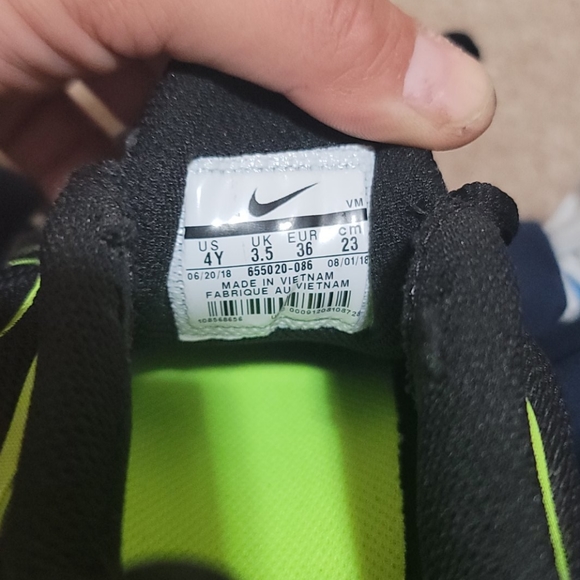 VM
US UK EUR cm
4Y 3.5 36 23
06/20/18 655020-086 08/01/18
MADE IN VIETNAM
FABRIQUE AU VIETNAM
108568656